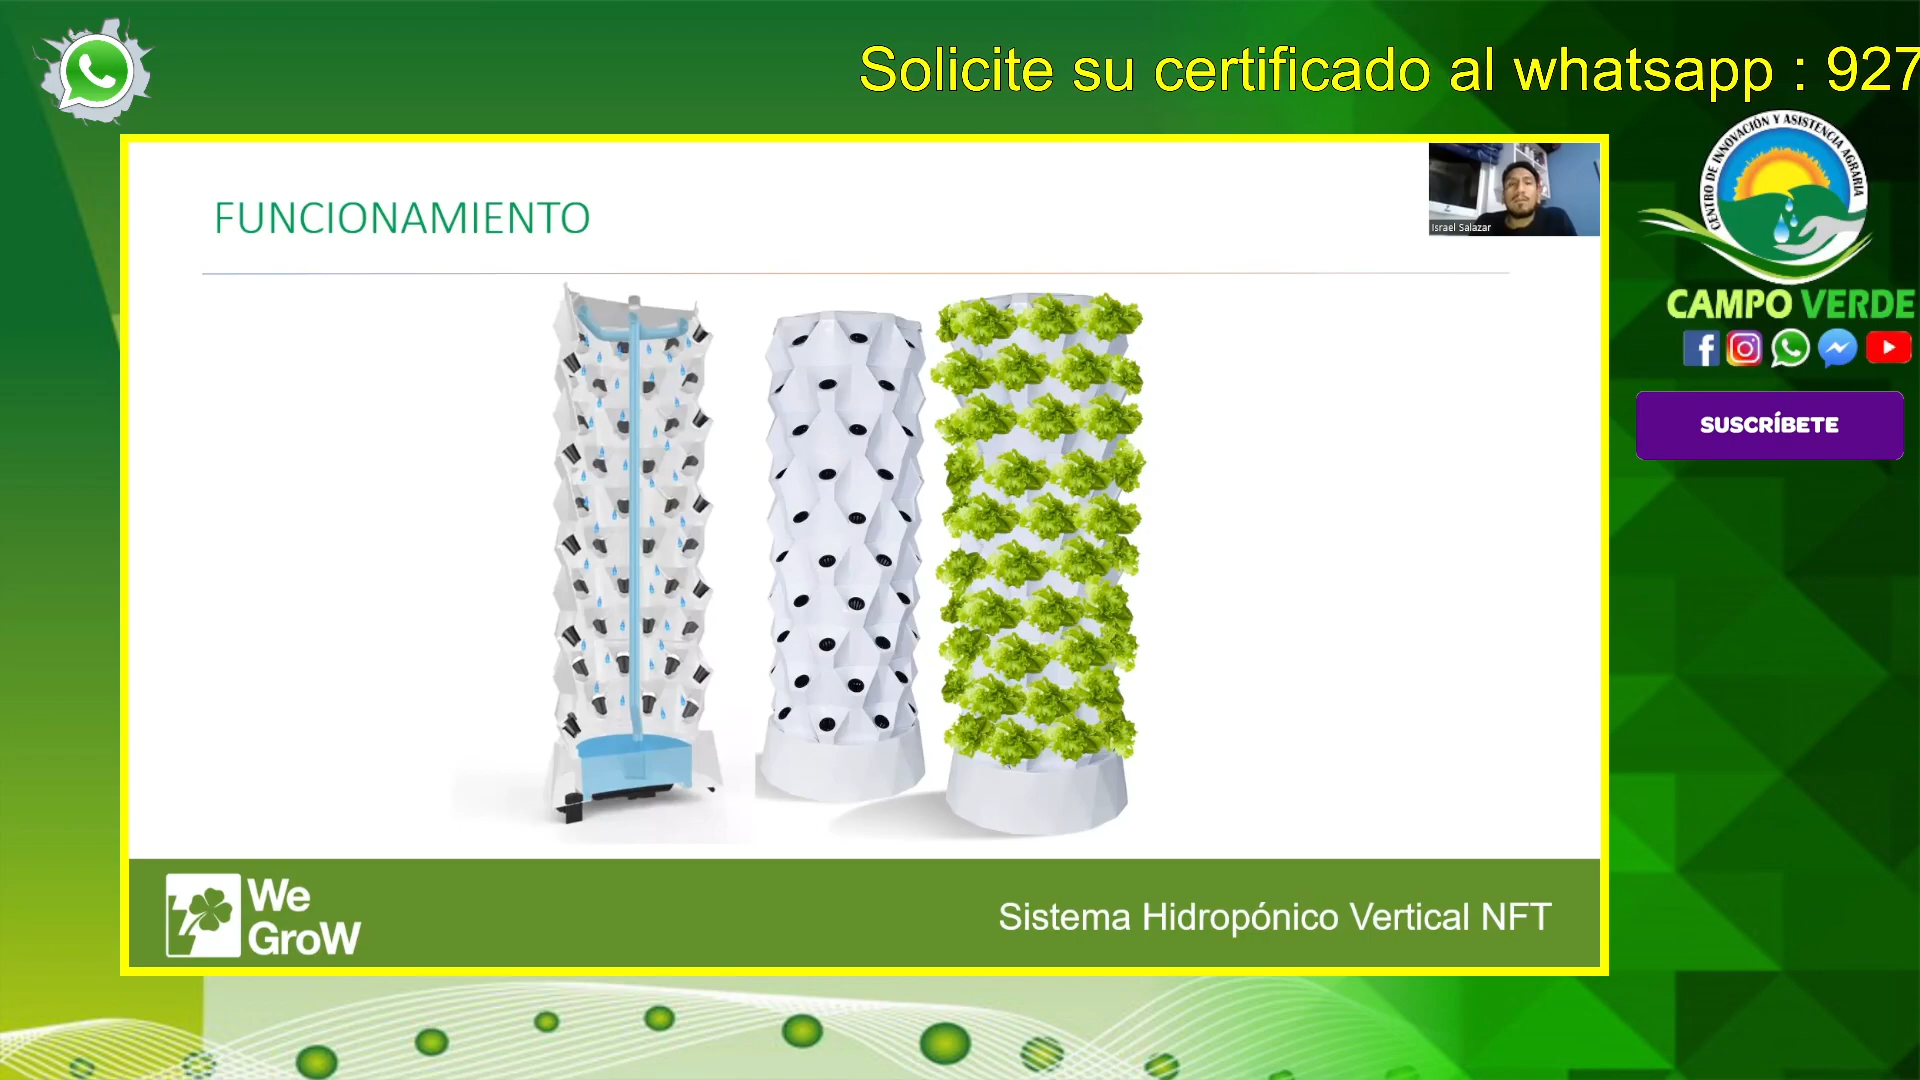 Solicite su certificado al whatsapp : 927
CENTRO DE INNOVACIÓN Y ASISTENCIA AGRARIA
CAMPO VERDE
SUSCRÍBETE
FUNCIONAMIENTO
Israel Salazar
We
GroW
Sistema Hidropónico Vertical NFT